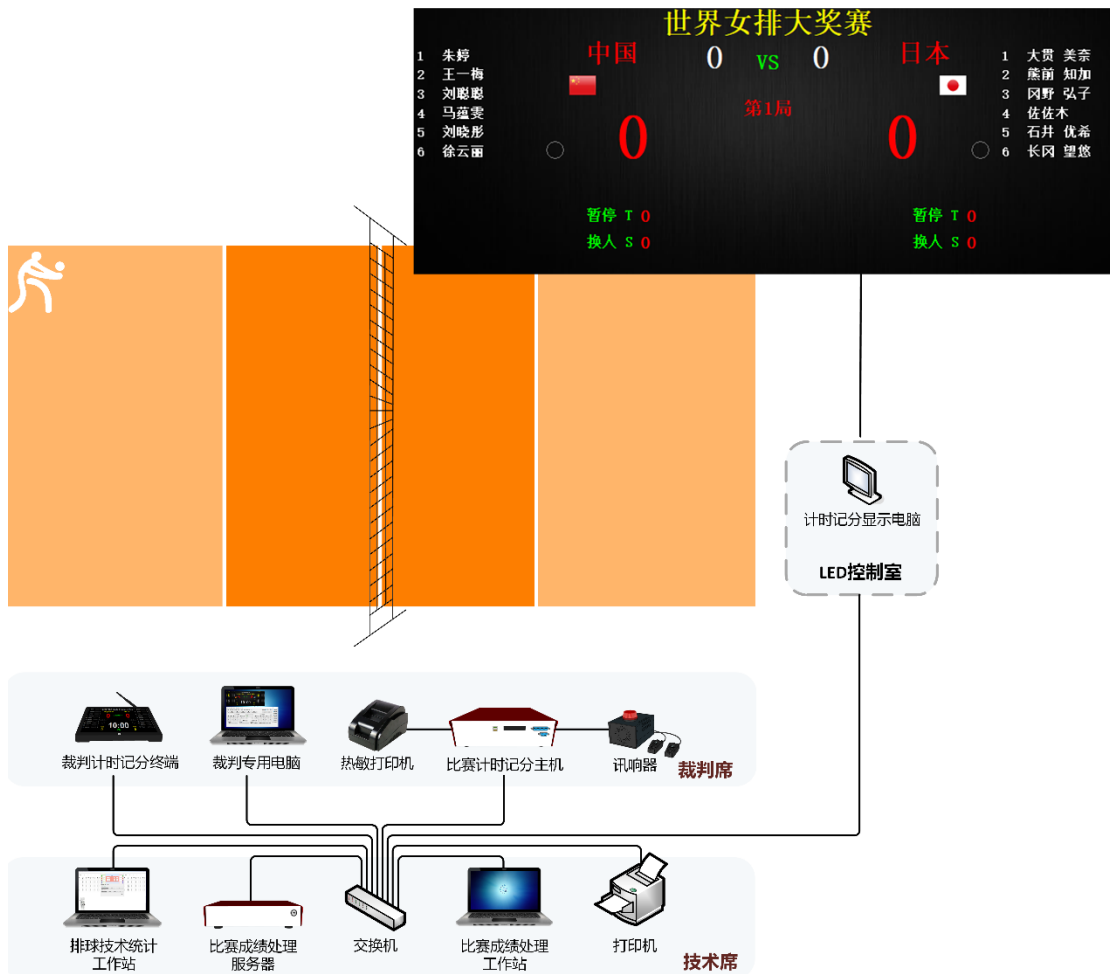 世界女排大奖赛
中国 0 VS 0 日本
第1局
0 0
1 朱婷
2 王一梅
3 刘聪聪
4 马蕴雯
5 刘晓彤
6 徐云丽
1 大贯 美奈
2 熊前 知加
3 冈野 弘子
4 佐佐木
5 石井 优希
6 长冈 望悠
暂停 T 0
换人 S 0
暂停 T 0
换人 S 0
计时记分显示电脑
LED控制室
10:00
裁判计时记分终端
裁判专用电脑
热敏打印机
比赛计时记分主机
讯响器
裁判席
排球技术统计
工作站
比赛成绩处理
服务器
交换机
比赛成绩处理
工作站
打印机
技术席